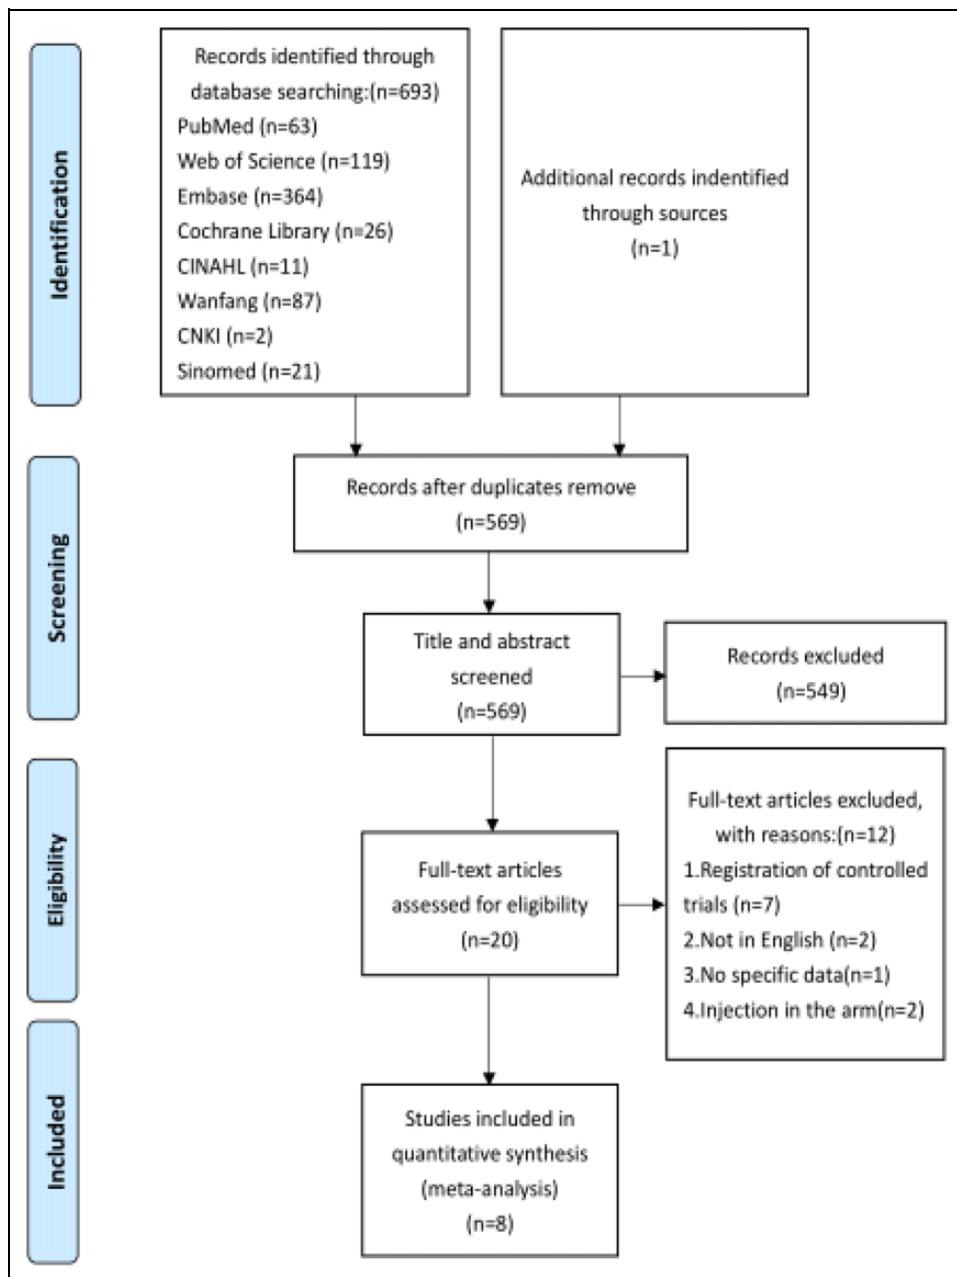 Identification
Records identified through
database searching:(n=693)
PubMed (n=63)
Web of Science (n=119)
Embase (n=364)
Cochrane Library (n=26)
CINAHL (n=11)
Wanfang (n=87)
CNKI (n=2)
Sinomed (n=21)
Additional records indentified
through sources
(n=1)
Screening
Records after duplicates remove
(n=569)
Title and abstract
screened
(n=569)
Records excluded
(n=549)
Eligibility
Full-text articles
assessed for eligibility
(n=20)
Full-text articles excluded,
with reasons:(n=12)
1.Registration of controlled
trials (n=7)
2.Not in English (n=2)
3.No specific data(n=1)
4.Injection in the arm(n=2)
Included
Studies included in
quantitative synthesis
(meta-analysis)
(n=8)